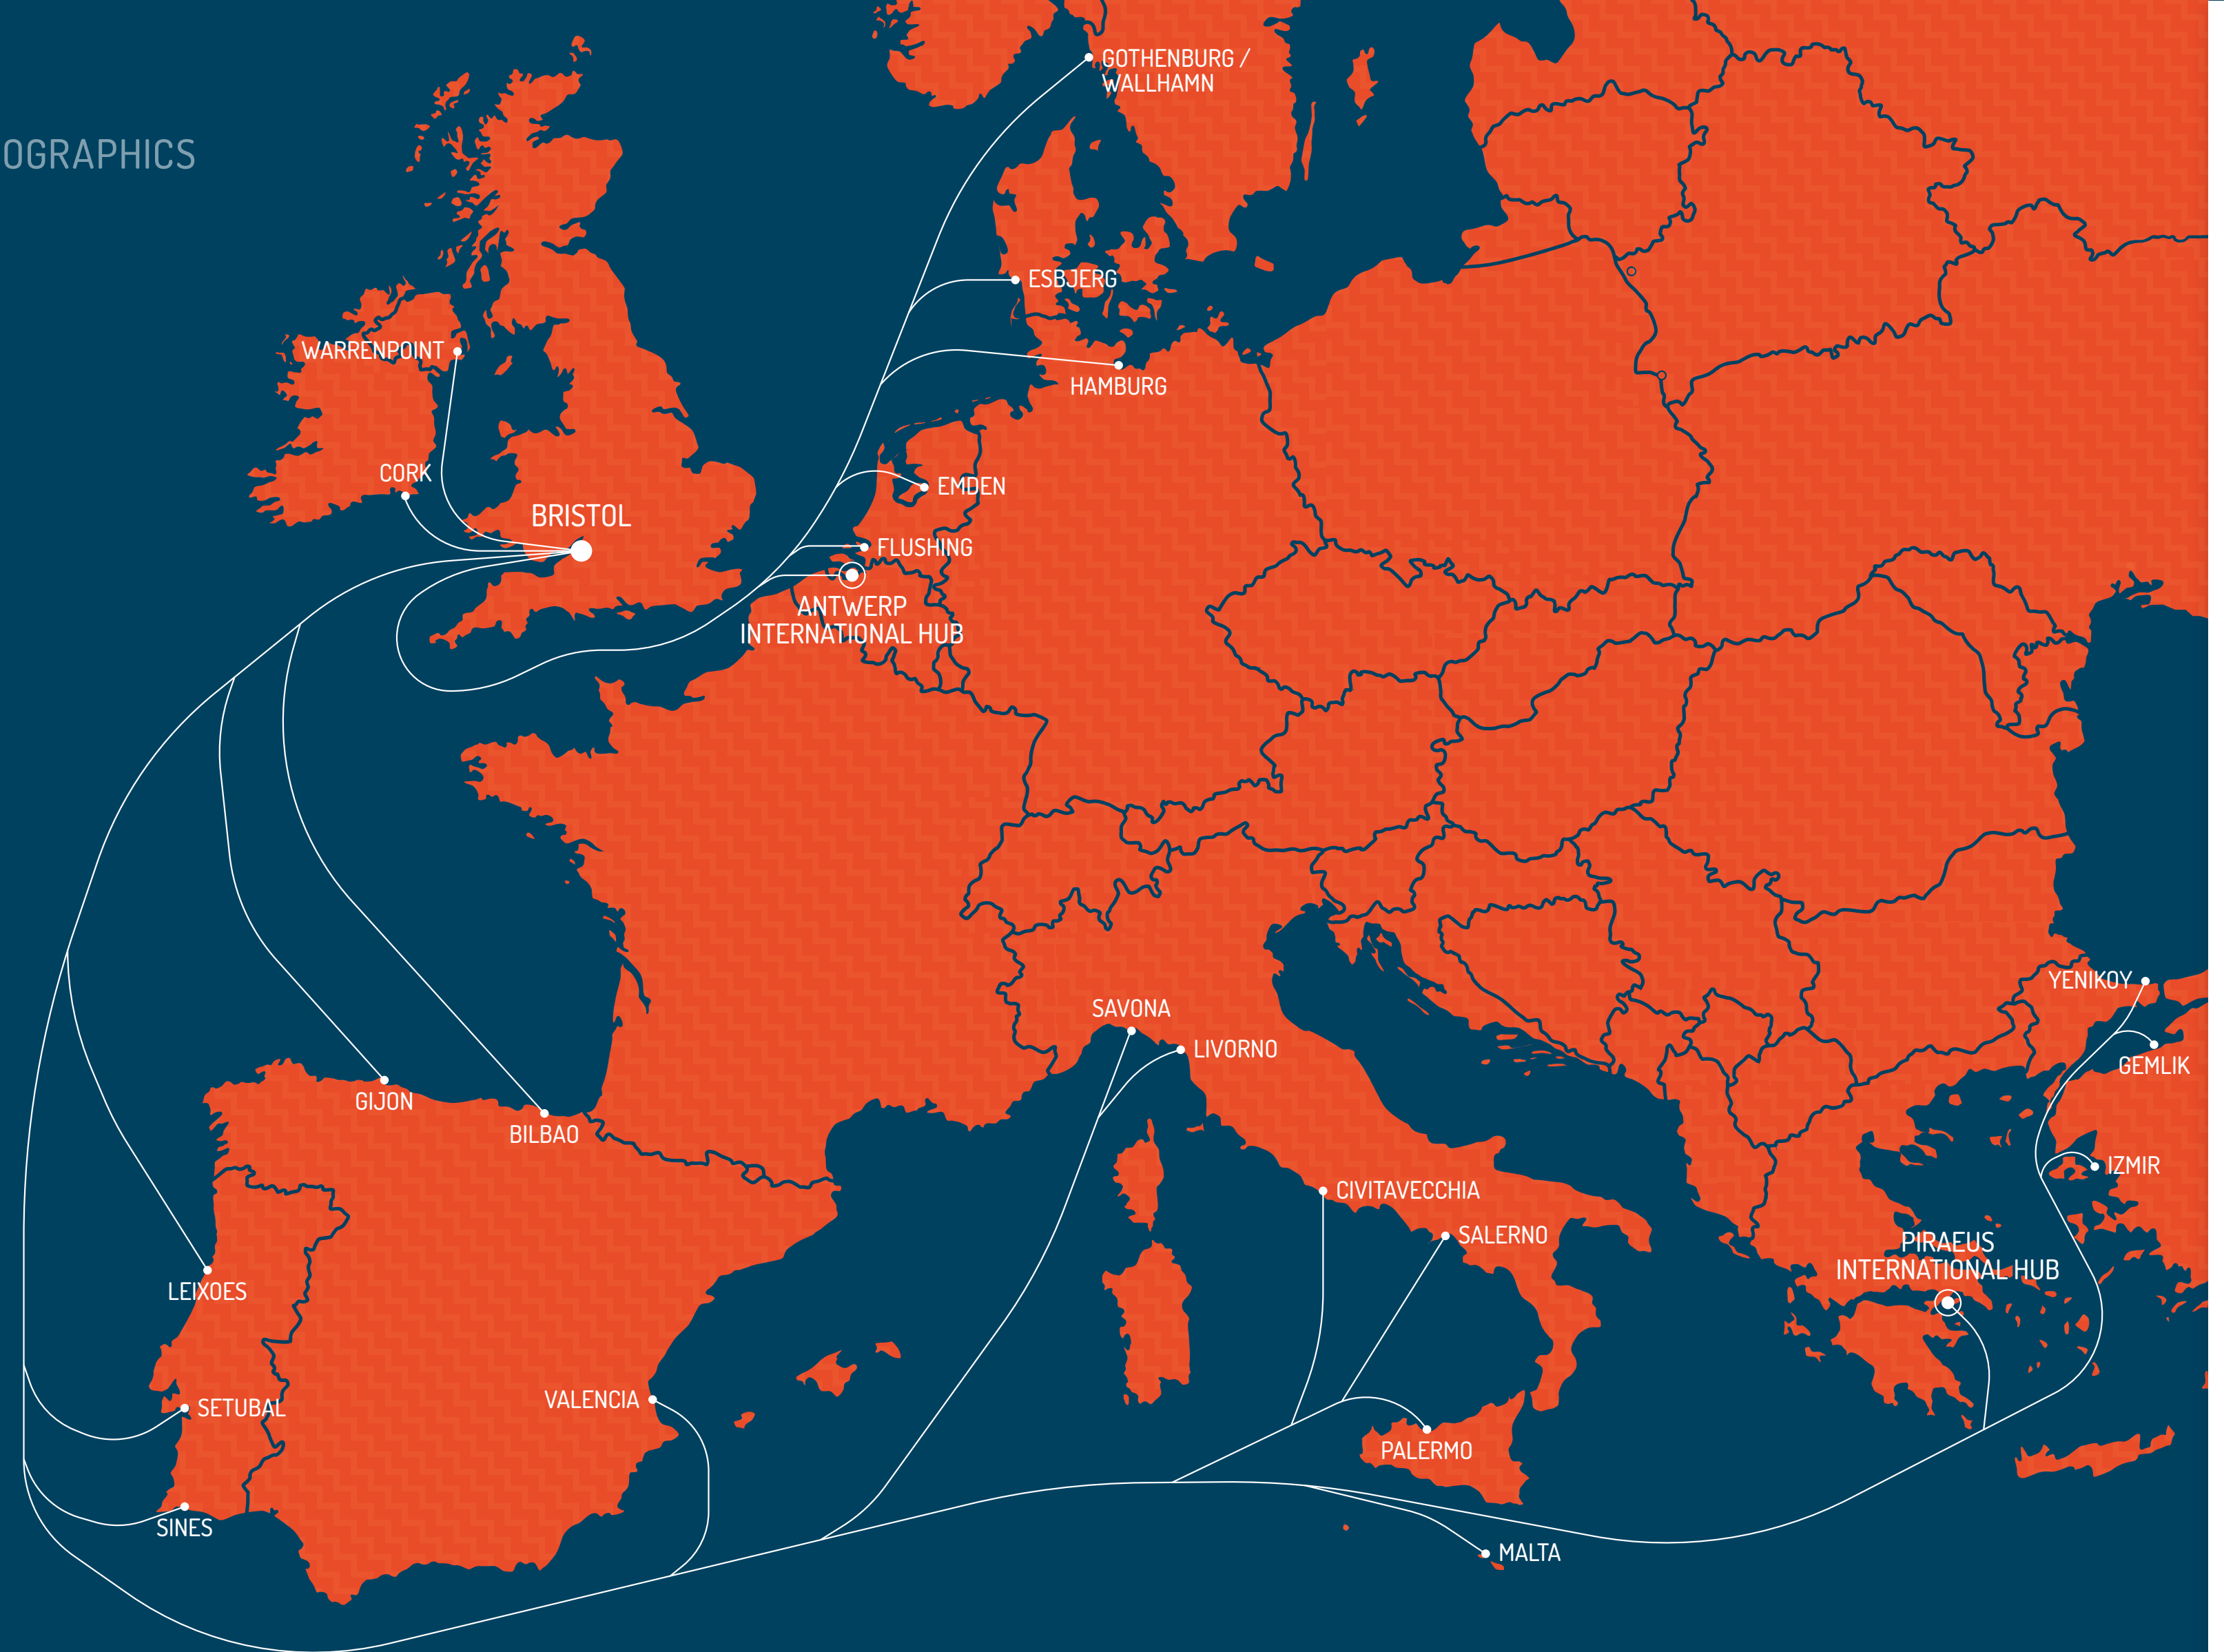 GOTHENBURG /
WALLHAMN
OGRAPHICS
ESBJERG
WARRENPOINT
HAMBURG
CORK
EMDEN
BRISTOL
FLUSHING
ANTWERP
INTERNATIONAL HUB
YENIKOY
SAVONA
LIVORNO
GEMLIK
GIJON
BILBAO
IZMIR
CIVITAVECCHIA
SALERNO
PIRAEUS
INTERNATIONAL HUB
LEIXOES
VALENCIA
SETUBAL
PALERMO
SINES
MALTA